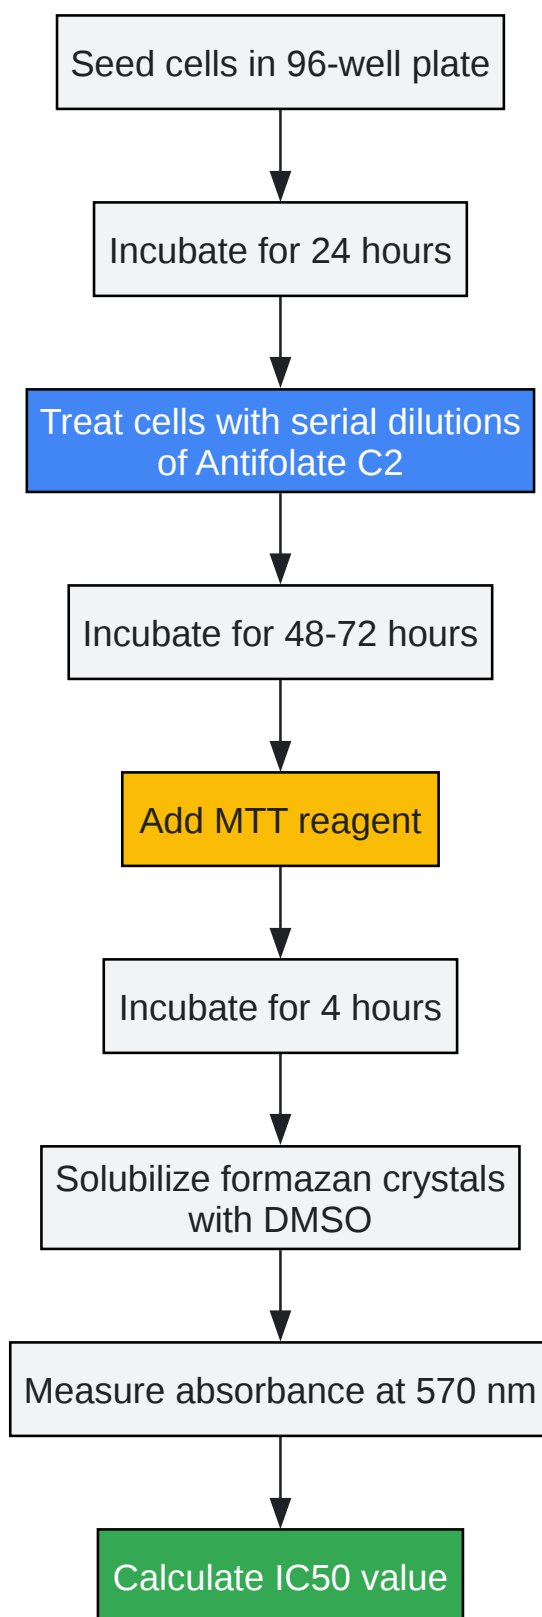 Seed cells in 96-well plate
Incubate for 24 hours
Treat cells with serial dilutions
of Antifolate C2
Incubate for 48-72 hours
Add MTT reagent
Incubate for 4 hours
Solubilize formazan crystals
with DMSO
Measure absorbance at 570 nm
Calculate IC50 value